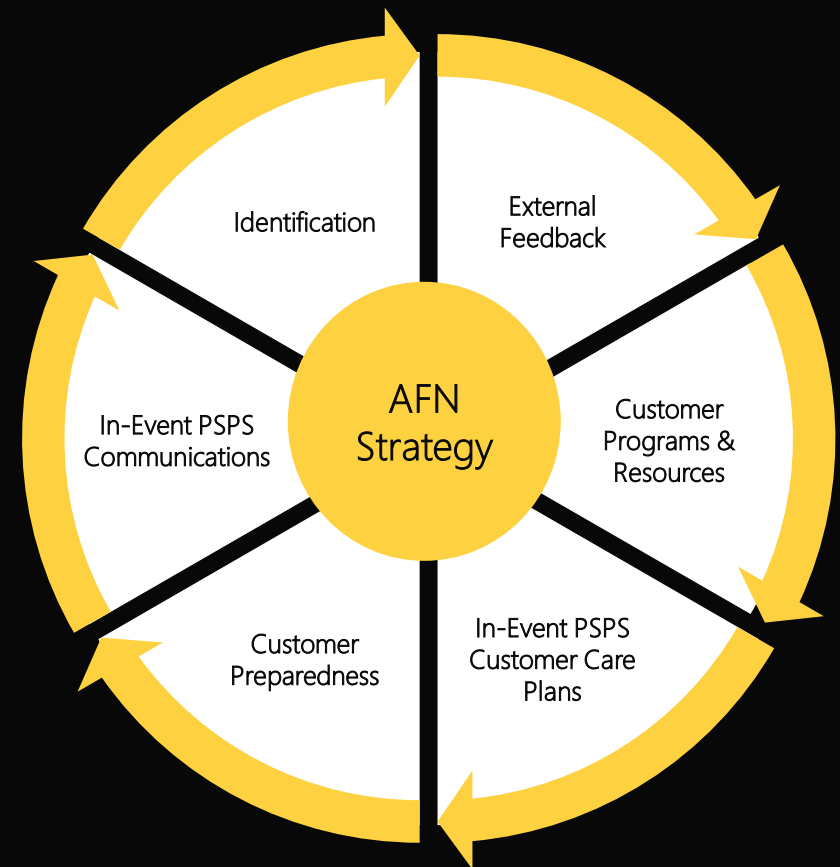 Identification
External
Feedback
AFN
Strategy
Customer
Programs &
Resources
In-Event PSPS
Customer Care
Plans
Customer
Preparedness
In-Event PSPS
Communications